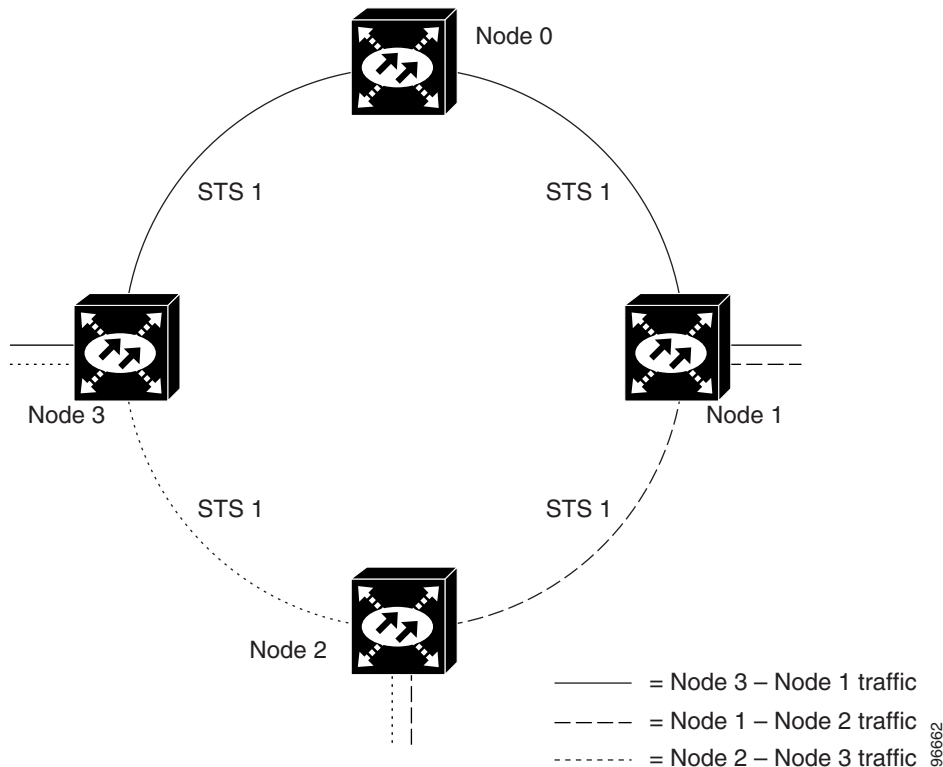 Node 0
STS 1
STS 1
Node 3
Node 1
STS 1
STS 1
Node 2
= Node 3 – Node 1 traffic
= Node 1 – Node 2 traffic
= Node 2 – Node 3 traffic
96662